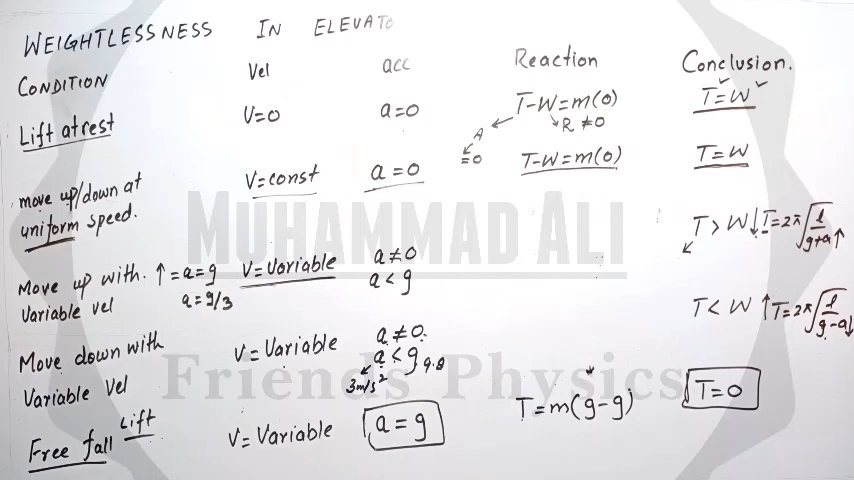 WEIGHTLESSNESS IN ELEVATO
CONDITION Vel acc Reaction Conclusion.
Lift at rest V=0 a=0 T-W=m(0) T=W
A =0 R≠0
move up/down at uniform speed. V=const a=0 T-W=m(0) T=W
Move up with. ↑=a=g V=Variable a≠0 T>W↓ T=2π√l/g+a↑
Variable vel a=g/3 a<g
Move down with V=Variable a≠0. T<W ↑T=2π√l/g-a↓
Variable Vel a<g 9.8
3m/s²
Free fall Lift V=Variable a=g T=m(g-g) T=0
MUHAMMAD ALI
Friends Physics